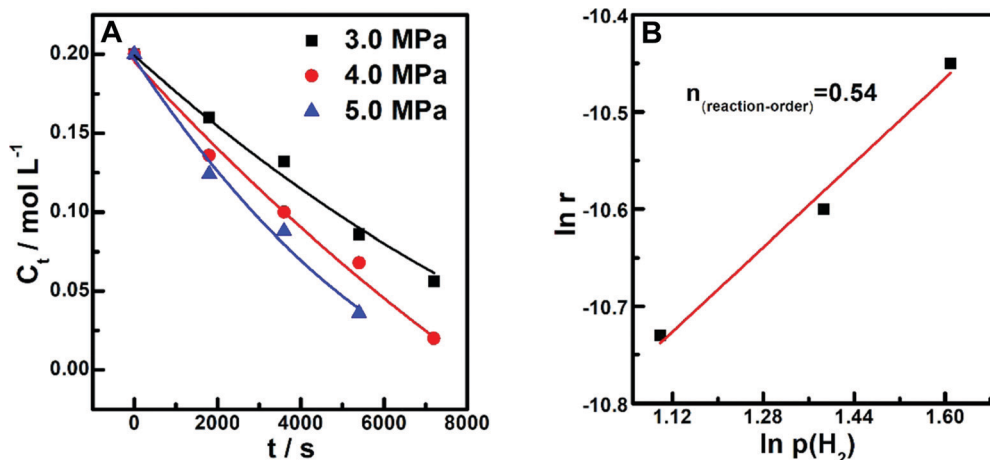 A
3.0 MPa
4.0 MPa
5.0 MPa
0.20
0.15
0.10
0.05
0.00
C_t / mol L^-1
0 2000 4000 6000 8000
t / s
B
n_(reaction-order)=0.54
-10.4
-10.5
-10.6
-10.7
-10.8
ln r
1.12 1.28 1.44 1.60
ln p(H_2)